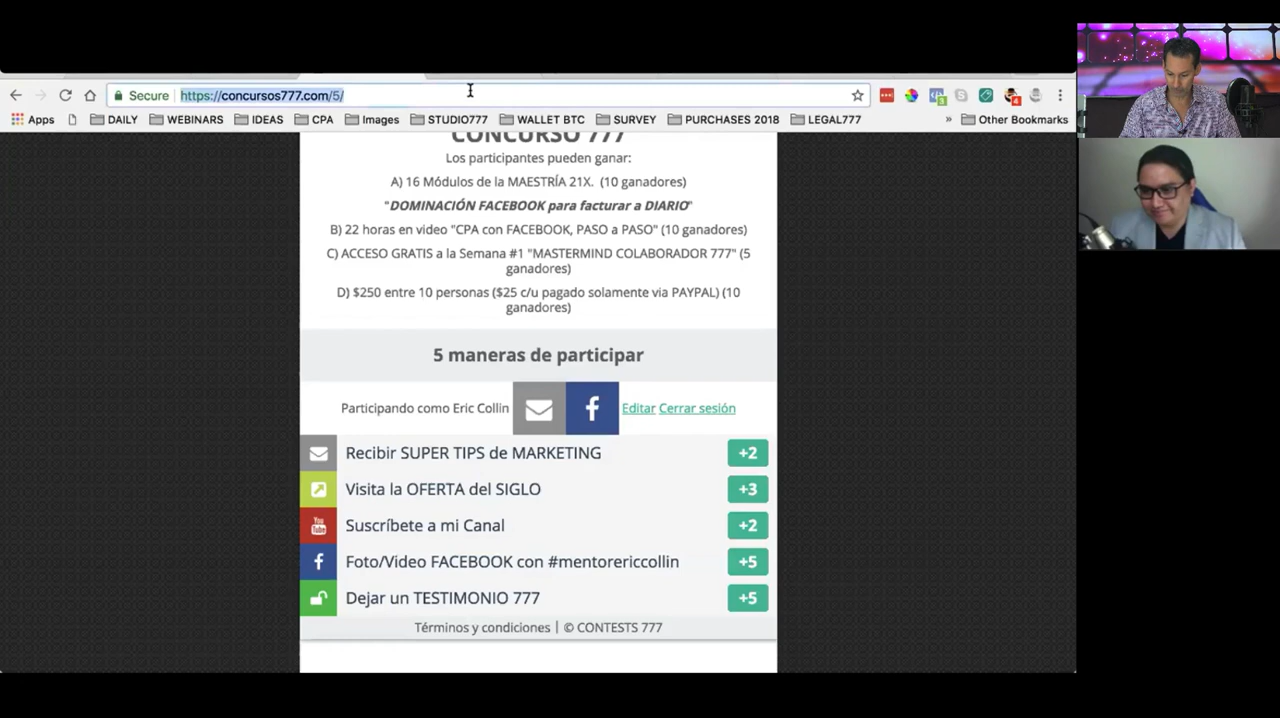 Secure
https://concursos777.com/5/
3
4
Apps
DAILY
WEBINARS
IDEAS
CPA
Images
STUDIO777
WALLET BTC
SURVEY
PURCHASES 2018
LEGAL777
»
Other Bookmarks
CONCURSO 777
Los participantes pueden ganar:
A) 16 Módulos de la MAESTRÍA 21X. (10 ganadores)
"DOMINACIÓN FACEBOOK para facturar a DIARIO"
B) 22 horas en video "CPA con FACEBOOK, PASO a PASO" (10 ganadores)
C) ACCESO GRATIS a la Semana #1 "MASTERMIND COLABORADOR 777" (5
ganadores)
D) $250 entre 10 personas ($25 c/u pagado solamente via PAYPAL) (10
ganadores)
5 maneras de participar
Participando como Eric Collin
Editar Cerrar sesión
Recibir SUPER TIPS de MARKETING +2
Visita la OFERTA del SIGLO +3
You Tube
Suscríbete a mi Canal +2
Foto/Video FACEBOOK con #mentorericcollin +5
Dejar un TESTIMONIO 777 +5
Términos y condiciones | © CONTESTS 777